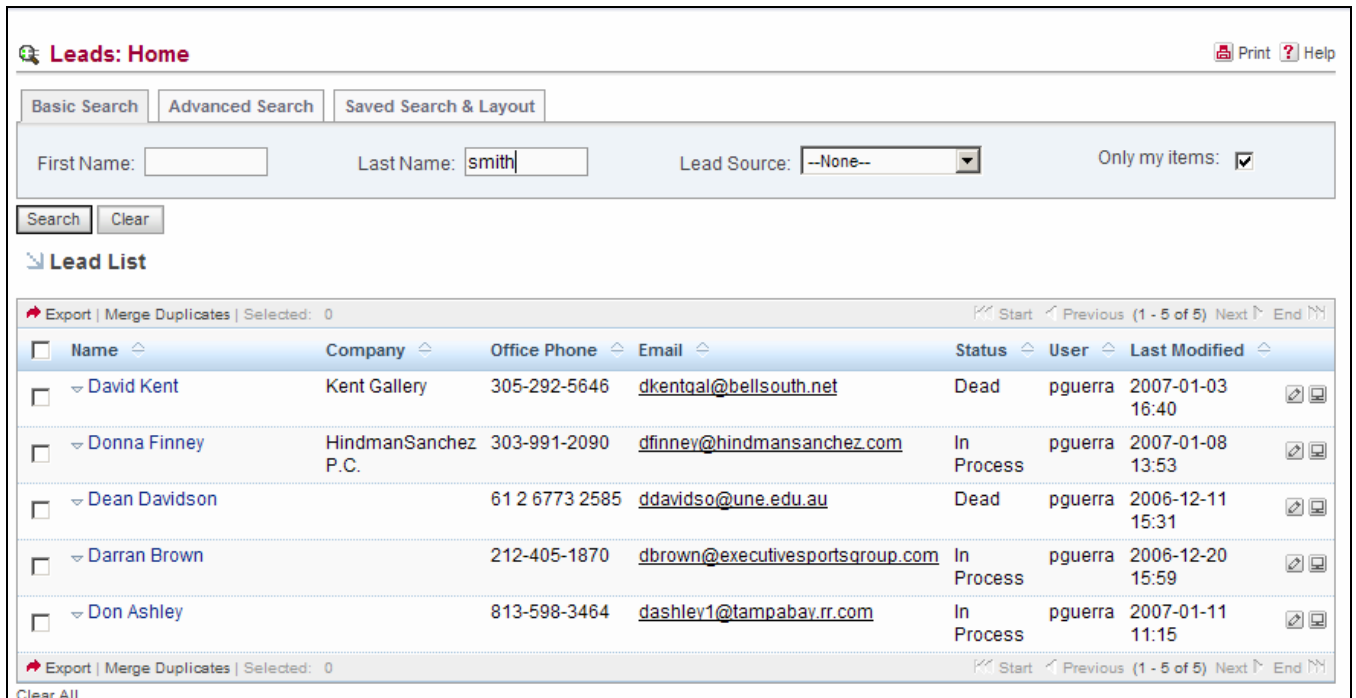 Leads: Home
Print ? Help
Basic Search Advanced Search Saved Search & Layout
First Name: Last Name: smith Lead Source: --None-- Only my items:
Search Clear
Lead List
Export | Merge Duplicates | Selected: 0 Start Previous (1 - 5 of 5) Next End
Name Company Office Phone Email Status User Last Modified
David Kent Kent Gallery 305-292-5646 dkentgal@bellsouth.net Dead pguerra 2007-01-03
16:40
Donna Finney HindmanSanchez 303-991-2090 dfinney@hindmansanchez.com In pguerra 2007-01-08
P.C. Process 13:53
Dean Davidson 61 2 6773 2585 ddavidso@une.edu.au Dead pguerra 2006-12-11
15:31
Darran Brown 212-405-1870 dbrown@executivesportsgroup.com In pguerra 2006-12-20
Process 15:59
Don Ashley 813-598-3464 dashley1@tampabay.rr.com In pguerra 2007-01-11
Process 11:15
Export | Merge Duplicates | Selected: 0 Start Previous (1 - 5 of 5) Next End
Clear All